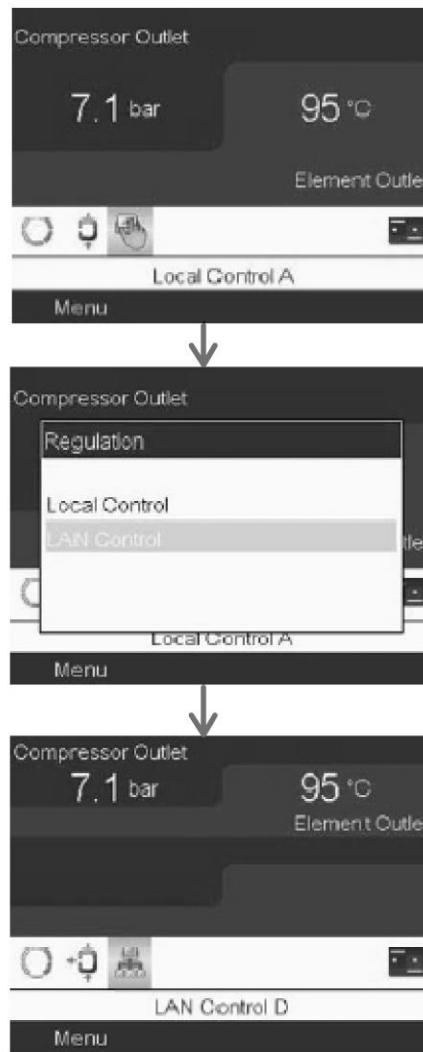 Compressor Outlet
7.1 bar 95 °C
Element Outle
Local Control A
Menu
Compressor Outlet
Regulation
Local Control
LAN Control
tle
Local Control A
Menu
Compressor Outlet
7.1 bar 95 °C
Element Outle
LAN Control D
Menu